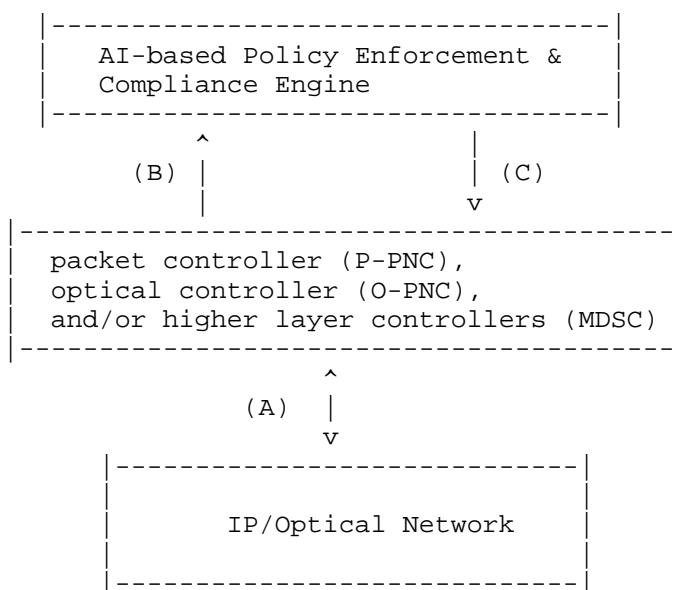 AI-based Policy Enforcement &
Compliance Engine
(B) (C)
packet controller (P-PNC),
optical controller (O-PNC),
and/or higher layer controllers (MDSC)
(A)
IP/Optical Network